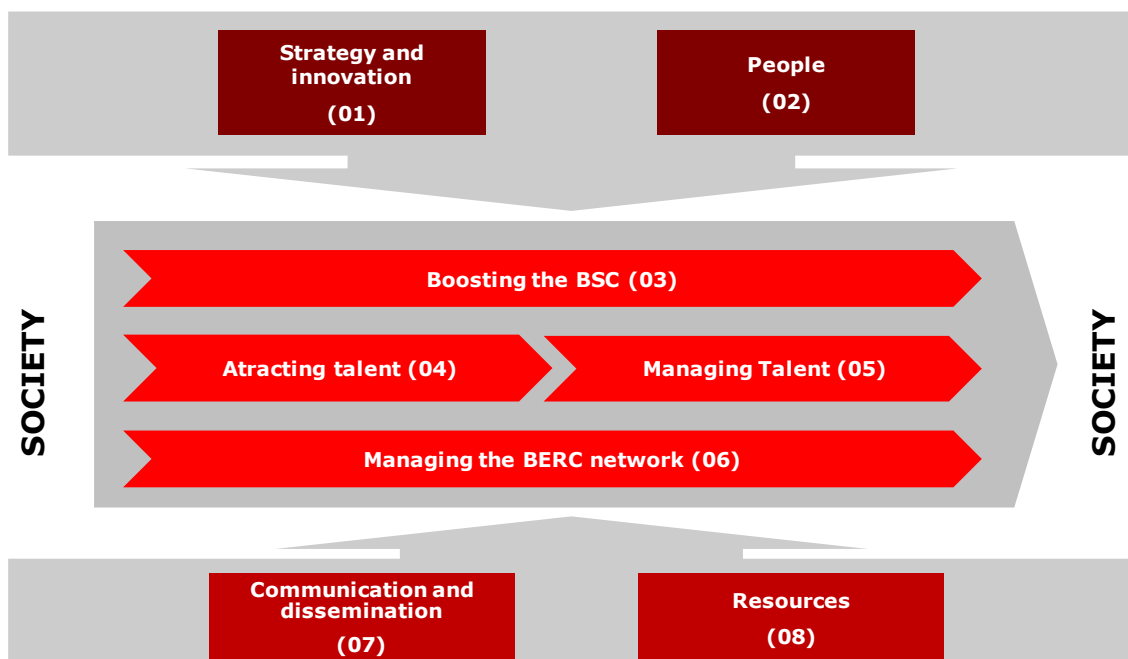 Strategy and
innovation
(01)
People
(02)
SOCIETY
Boosting the BSC (03)
Atracting talent (04)
Managing Talent (05)
Managing the BERC network (06)
SOCIETY
Communication and
dissemination
(07)
Resources
(08)